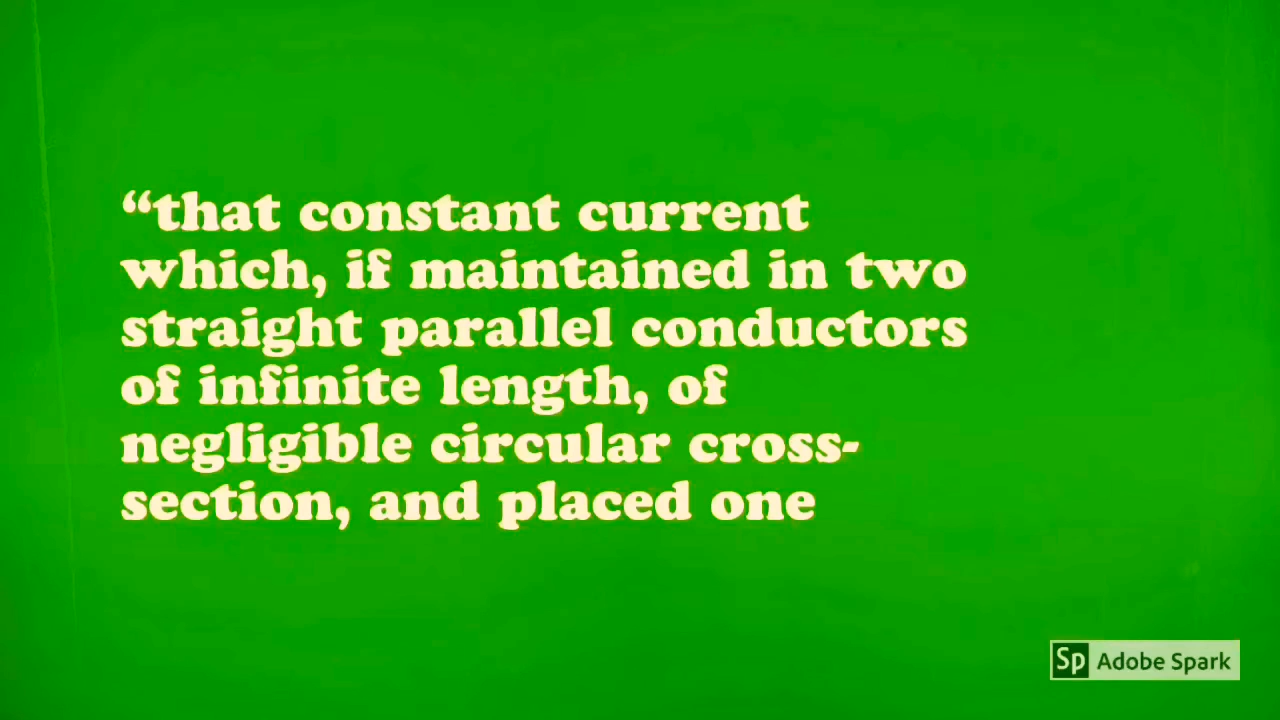 “that constant current
which, if maintained in two
straight parallel conductors
of infinite length, of
negligible circular cross-
section, and placed one
Sp Adobe Spark